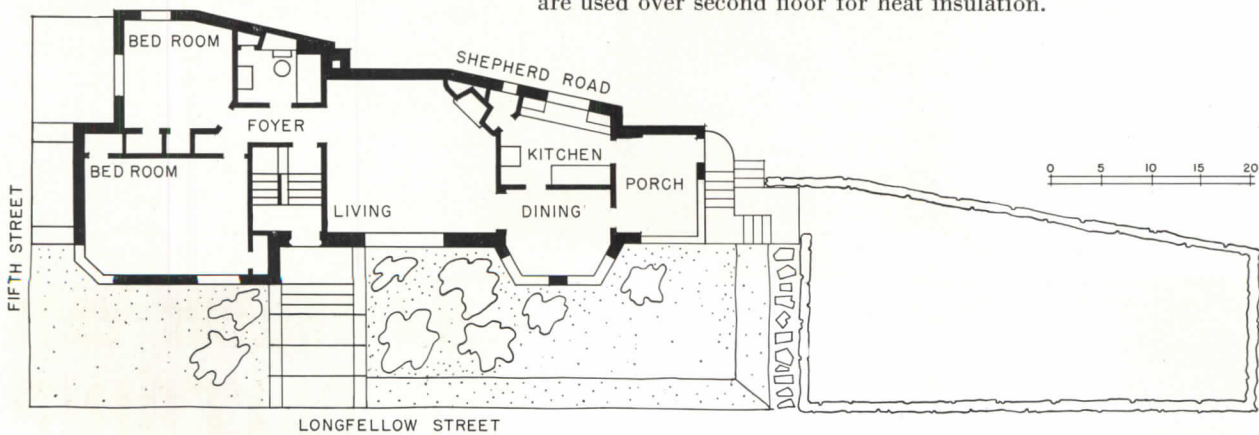 are used over second floor for heat insulation.
BED ROOM
SHEPHERD ROAD
FOYER
KITCHEN
BED ROOM
PORCH
0 5 10 15 20
LIVING
DINING
FIFTH STREET
LONGFELLOW STREET